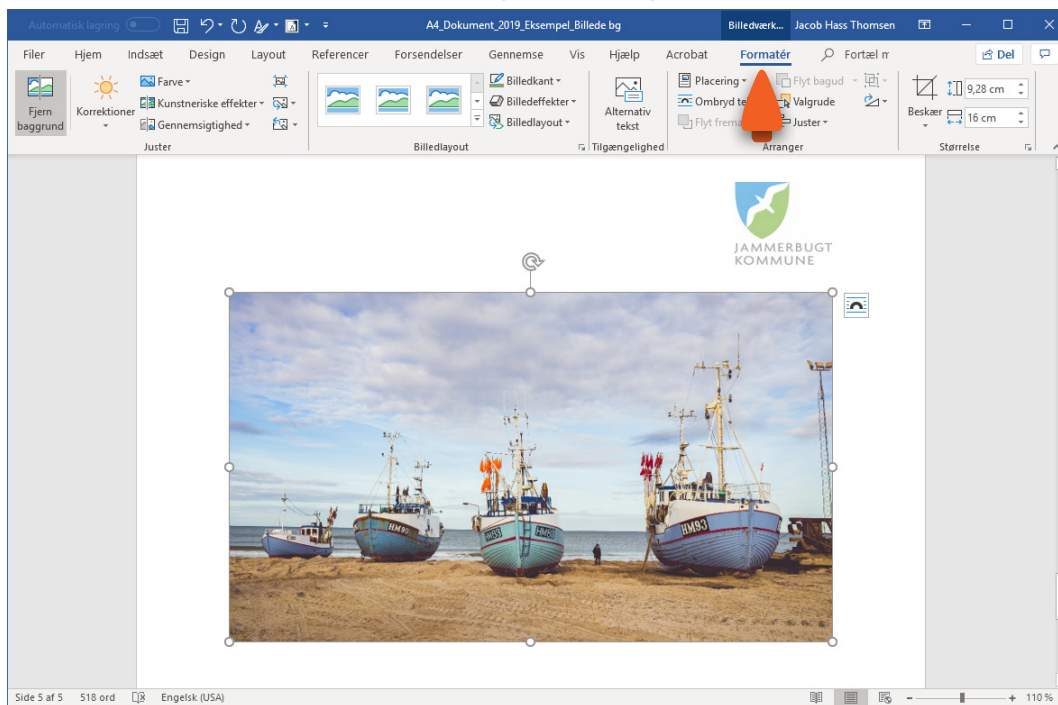 Automatisk lagring
A4_Dokument_2019_Eksempel_Billede bg
Billedværk...
Jacob Hass Thomsen
Filer Hjem Indsæt Design Layout Referencer Forsendelser Gennemse Vis Hjælp Acrobat Formatér Fortæl
Del
Fjern
baggrund
Korrektioner
Farve
Kunstneriske effekter
Gennemsigtighed
Juster
Billedkant
Billedeffekter
Billedlayout
Billedlayout
Alternativ
tekst
Tilgængelighed
Placering
Ombryd
Flyt
Flyt bagud
Valgrude
Juster
Arranger
Beskær
9,28 cm
16 cm
Størrelse
JAMMERBUGT
KOMMUNE
HM93
HM93
Side 5 af 5 518 ord Engelsk (USA)
110 %